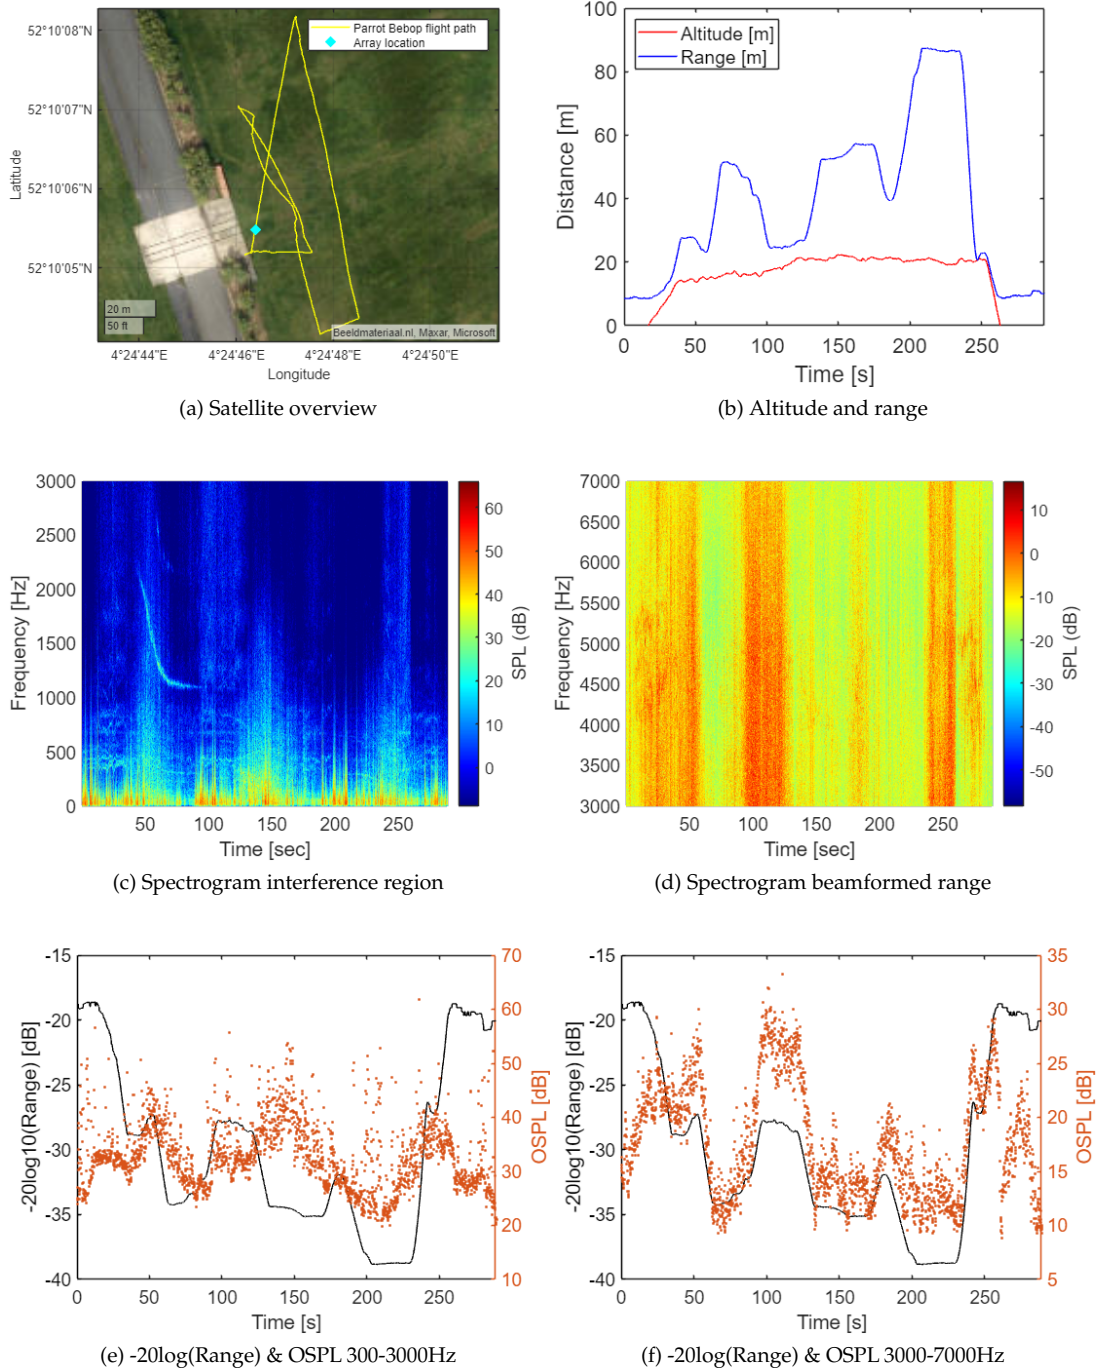 52°10'08"N
52°10'07"N
52°10'06"N
52°10'05"N
Latitude
Parrot Bebop flight path
Array location
20 m
50 ft
Beeldmateriaal.nl, Maxar, Microsoft
4°24'44"E 4°24'46"E 4°24'48"E 4°24'50"E
Longitude
(a) Satellite overview
100
80
60
40
20
0
Distance [m]
Altitude [m]
Range [m]
0 50 100 150 200 250
Time [s]
(b) Altitude and range
3000
2500
2000
1500
1000
500
0
Frequency [Hz]
50 100 150 200 250
Time [sec]
60
50
40
30
20
10
0
SPL (dB)
(c) Spectrogram interference region
7000
6500
6000
5500
5000
4500
4000
3500
3000
Frequency [Hz]
50 100 150 200 250
Time [sec]
10
0
-10
-20
-30
-40
-50
SPL (dB)
(d) Spectrogram beamformed range
-15
-20
-25
-30
-35
-40
-20log10(Range) [dB]
0 50 100 150 200 250
Time [s]
70
60
50
40
30
20
10
OSPL [dB]
(e) -20log(Range) & OSPL 300-3000Hz
-15
-20
-25
-30
-35
-40
-20log10(Range) [dB]
0 50 100 150 200 250
Time [s]
35
30
25
20
15
10
5
OSPL [dB]
(f) -20log(Range) & OSPL 3000-7000Hz